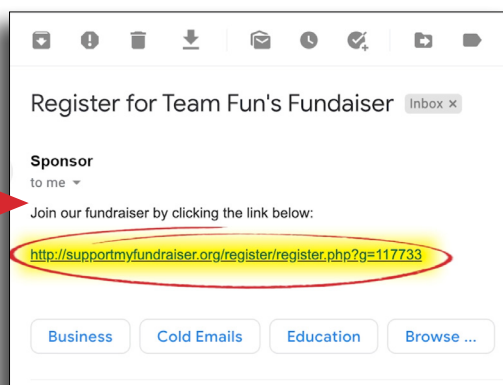 Register for Team Fun's Fundaiser Inbox ×
Sponsor
to me
Join our fundraiser by clicking the link below:
http://supportmyfundraiser.org/register/register.php?g=117733
Business Cold Emails Education Browse ...